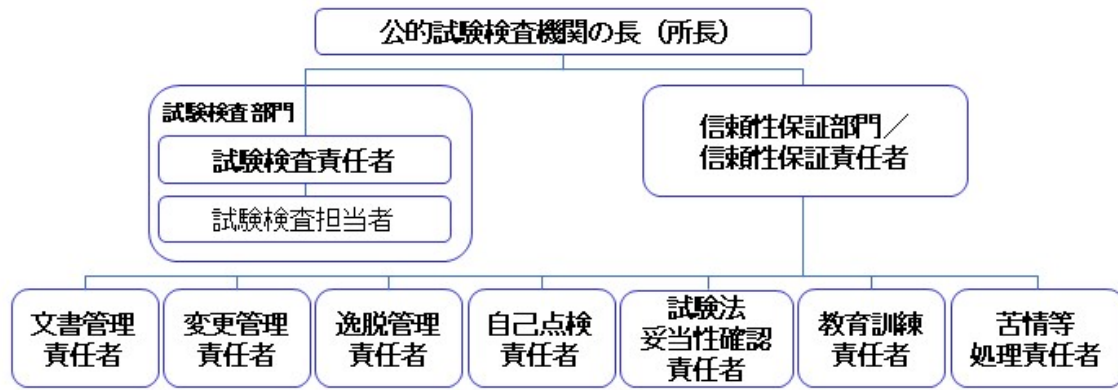 公的試験検査機関の長（所長）
試験検査部門
試験検査責任者
試験検査担当者
信頼性保証部門／
信頼性保証責任者
文書管理
責任者
変更管理
責任者
逸脱管理
責任者
自己点検
責任者
試験法
妥当性確認
責任者
教育訓練
責任者
苦情等
処理責任者